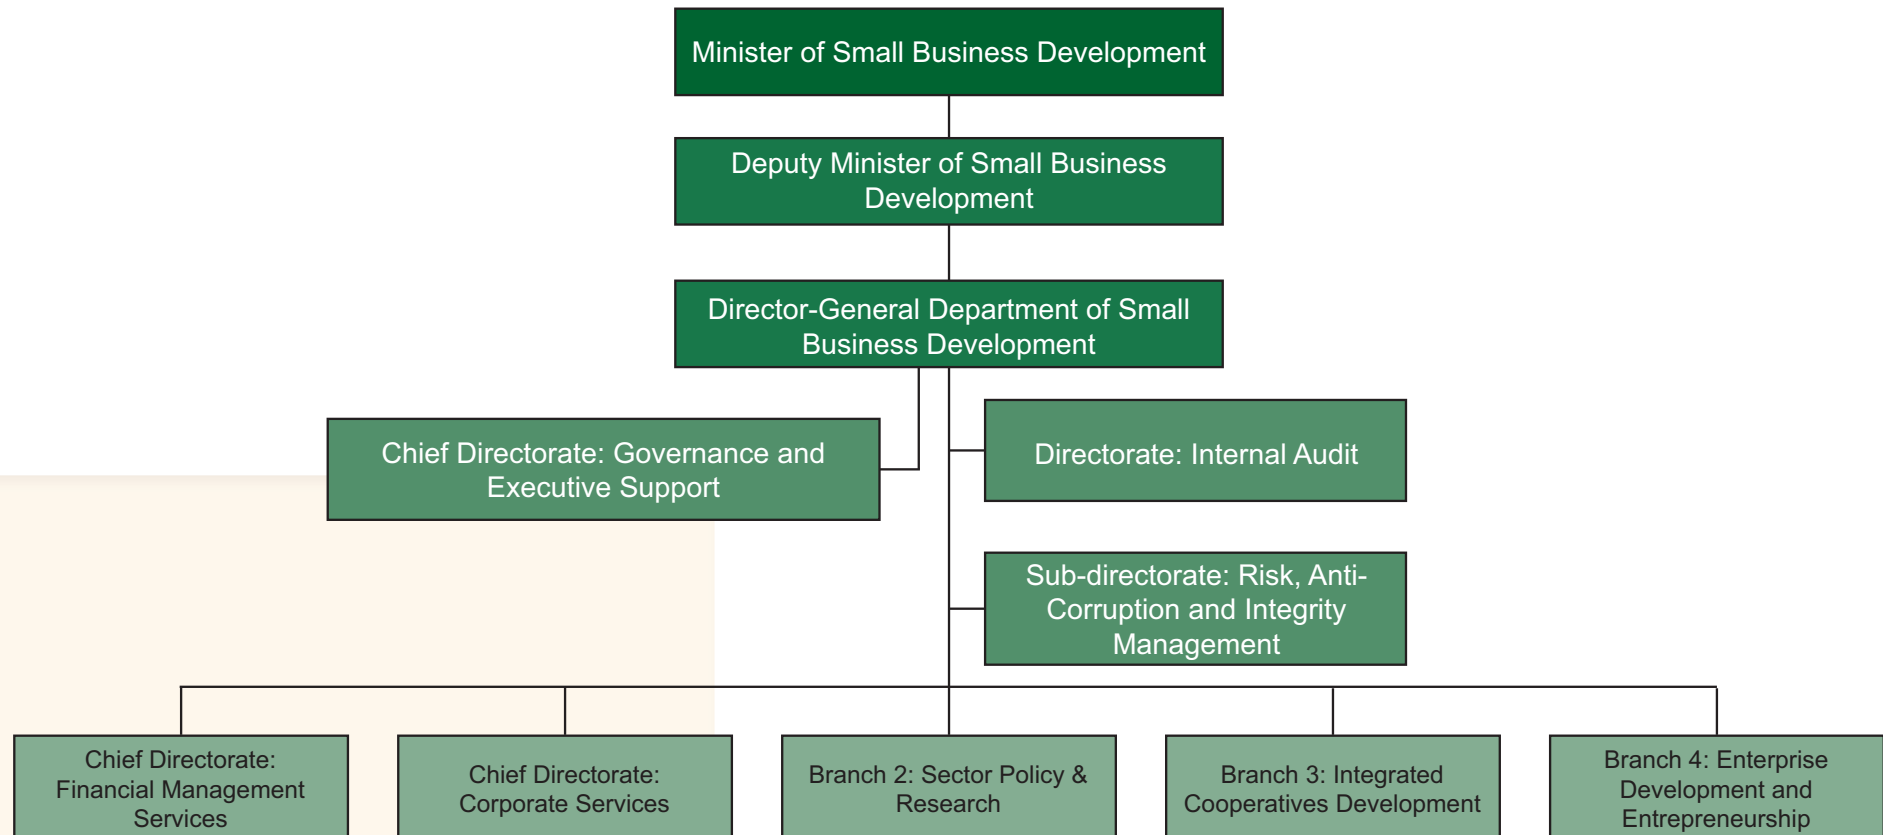 Minister of Small Business Development
Deputy Minister of Small Business
Development
Director-General Department of Small
Business Development
Chief Directorate: Governance and
Executive Support
Directorate: Internal Audit
Sub-directorate: Risk, Anti-
Corruption and Integrity
Management
Chief Directorate:
Financial Management
Services
Chief Directorate:
Corporate Services
Branch 2: Sector Policy &
Research
Branch 3: Integrated
Cooperatives Development
Branch 4: Enterprise
Development and
Entrepreneurship